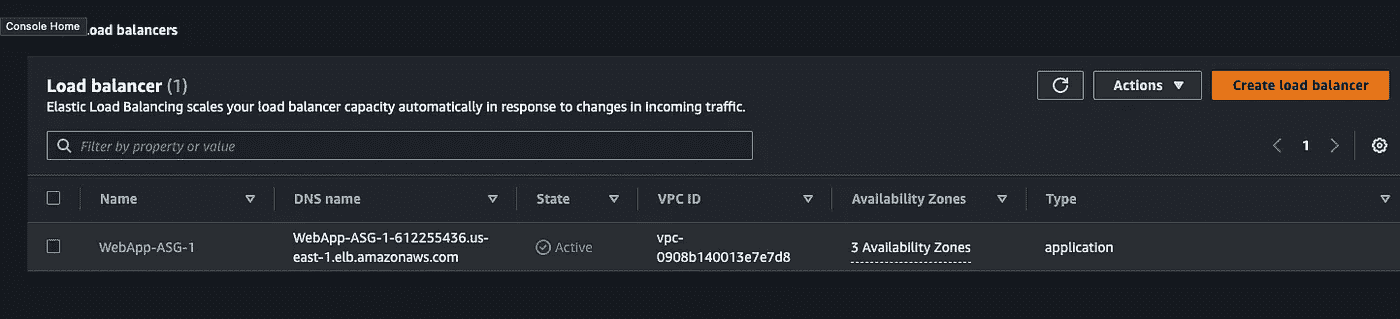 Console Home
Load balancers
Load balancer (1)
Elastic Load Balancing scales your load balancer capacity automatically in response to changes in incoming traffic.
Actions
Create load balancer
Filter by property or value
1
Name
DNS name
State
VPC ID
Availability Zones
Type
WebApp-ASG-1
WebApp-ASG-1-612255436.us-
east-1.elb.amazonaws.com
Active
vpc-
0908b140013e7e7d8
3 Availability Zones
application